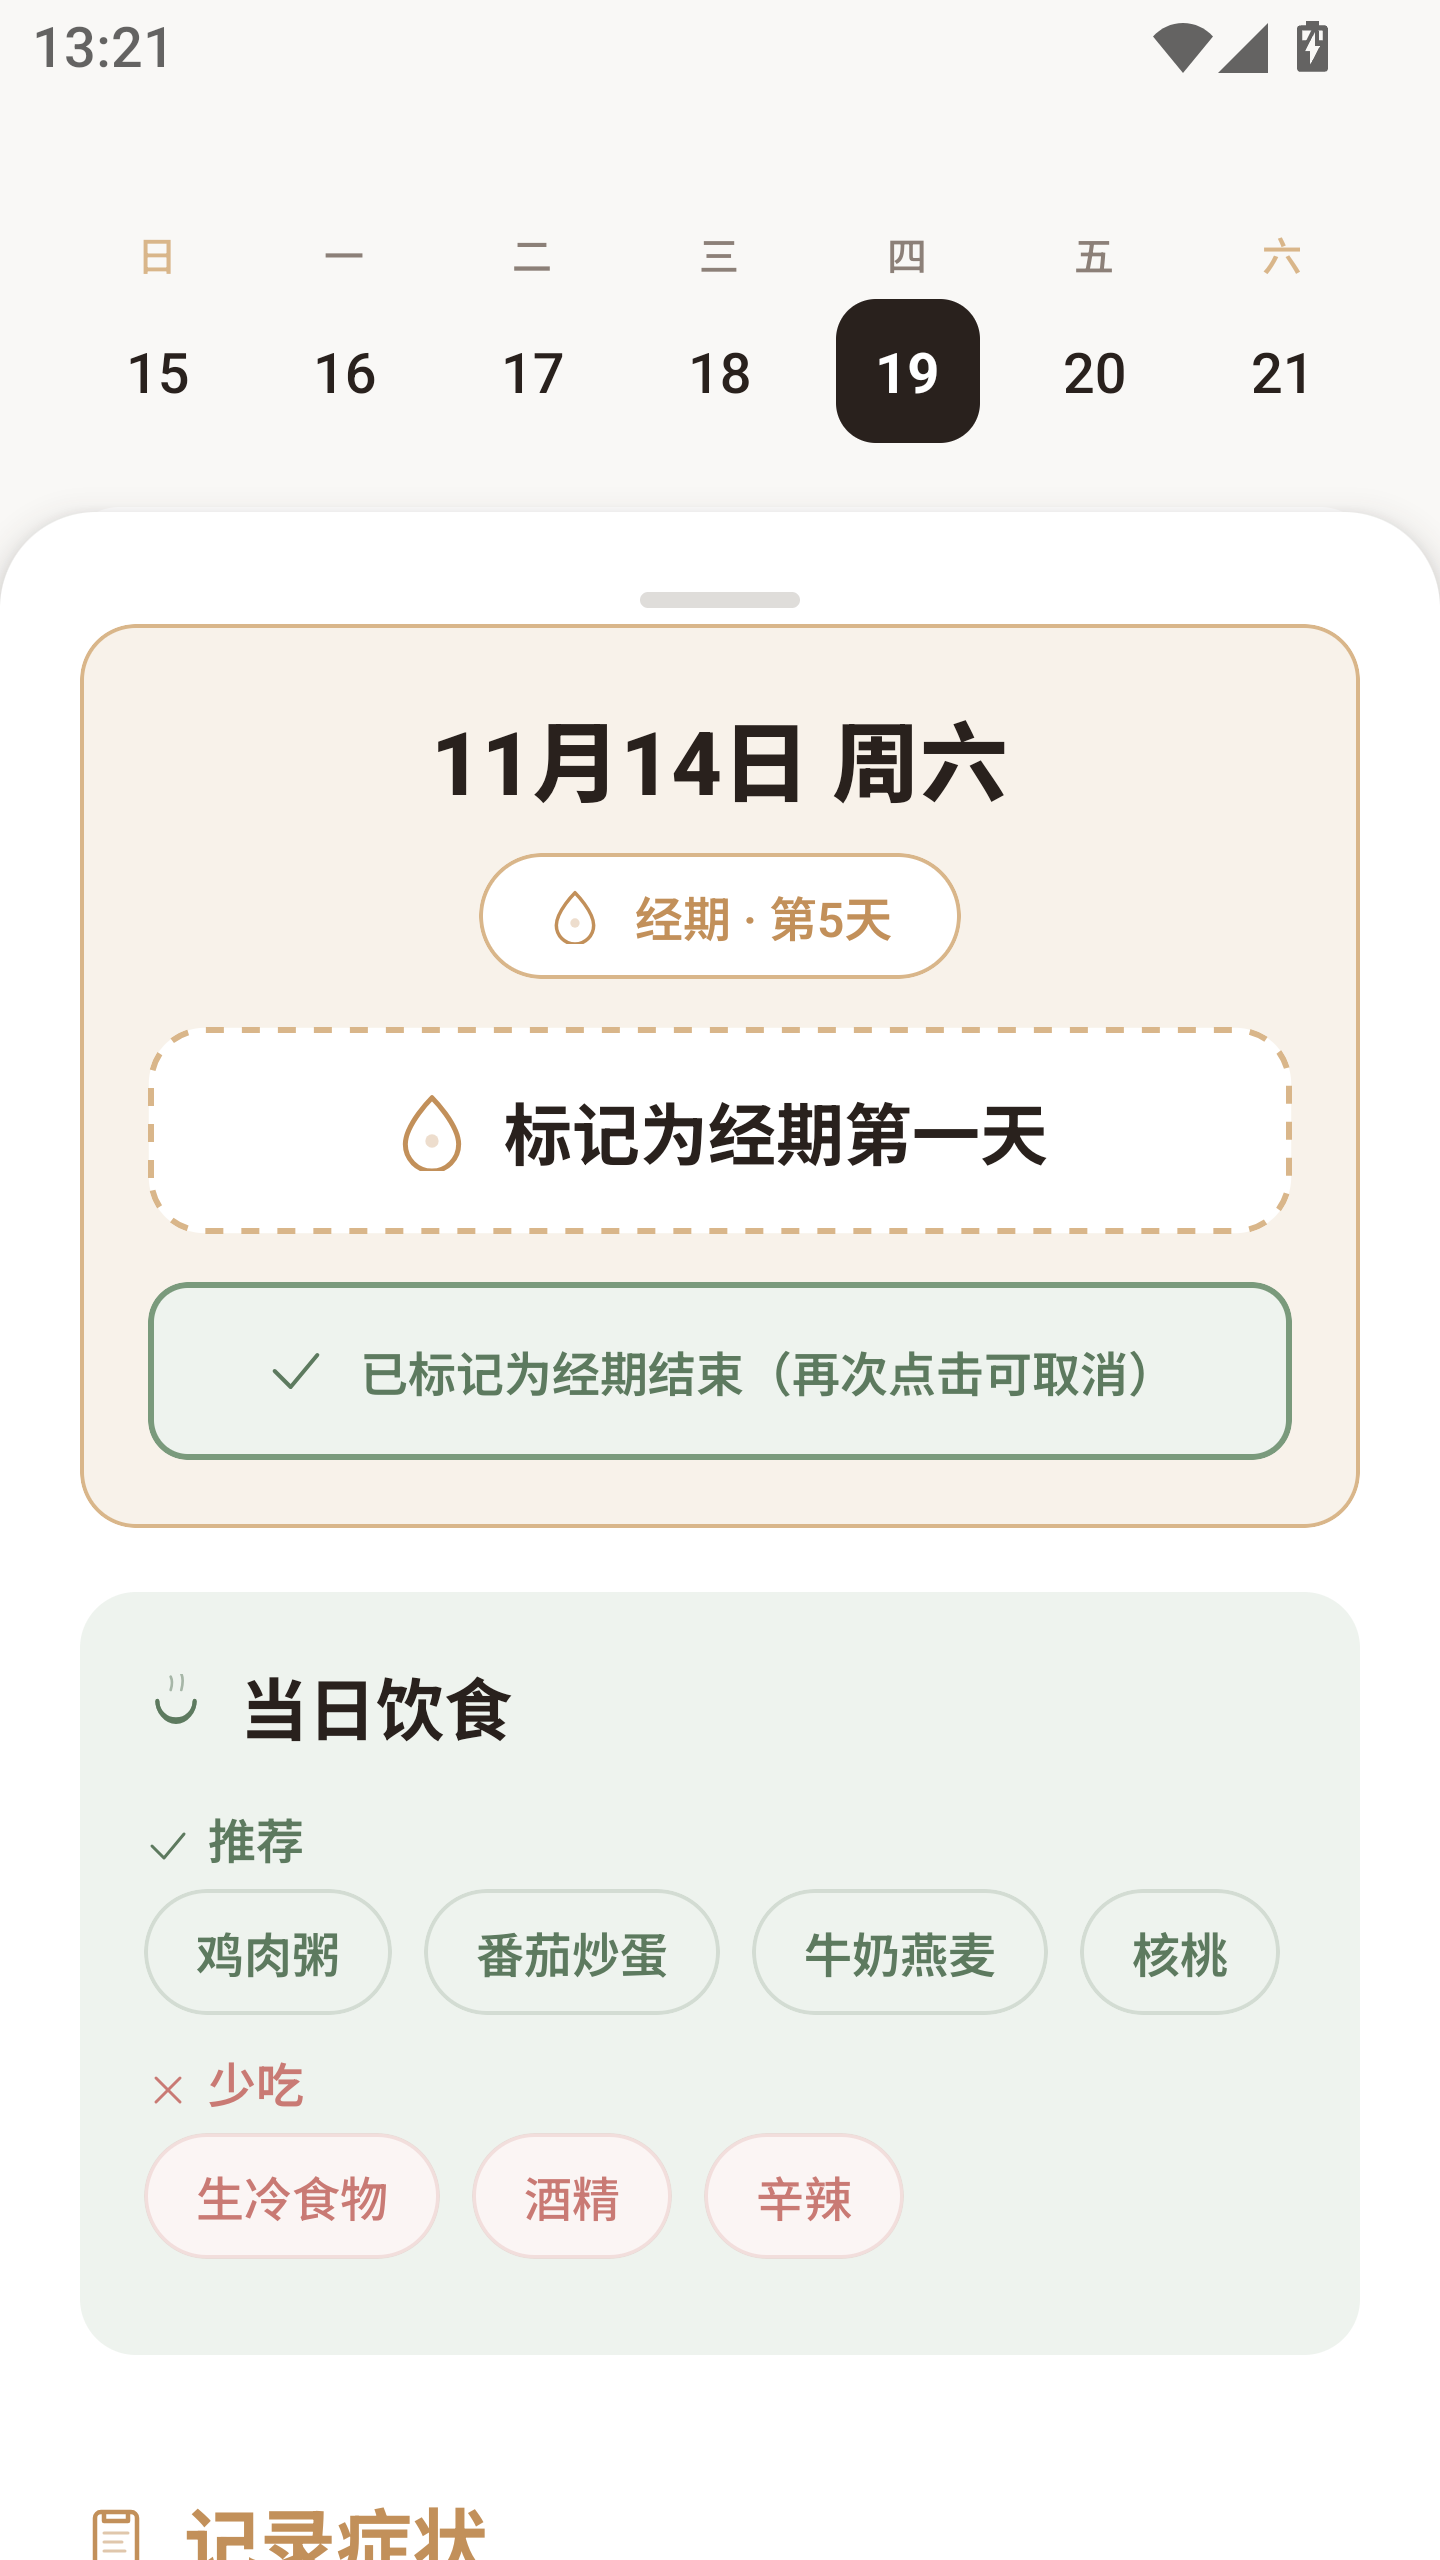 13:21
日 一 二 三 四 五 六
15 16 17 18 19 20 21
11月14日 周六
经期 · 第5天
标记为经期第一天
已标记为经期结束（再次点击可取消）
当日饮食
推荐
鸡肉粥 番茄炒蛋 牛奶燕麦 核桃
少吃
生冷食物 酒精 辛辣
记录症状